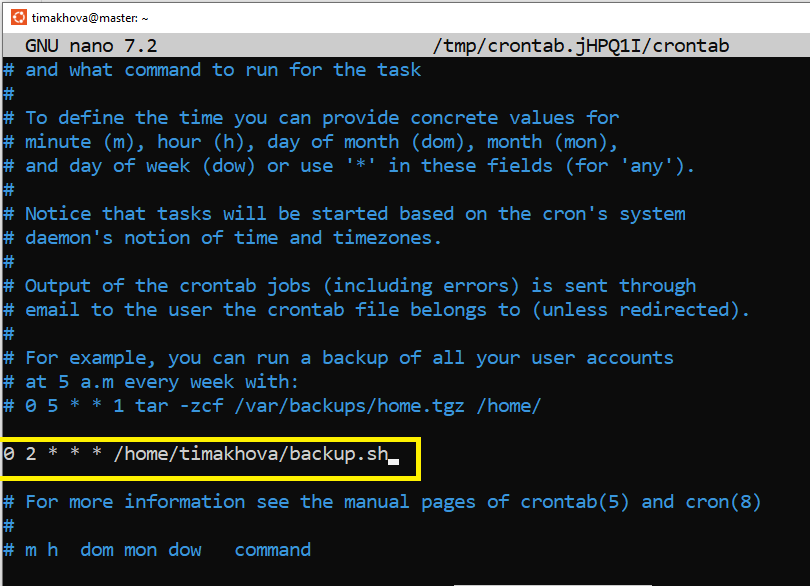 timakhova@master: ~
GNU nano 7.2 /tmp/crontab.jHPQ1I/crontab
# and what command to run for the task
#
# To define the time you can provide concrete values for
# minute (m), hour (h), day of month (dom), month (mon),
# and day of week (dow) or use '*' in these fields (for 'any').
#
# Notice that tasks will be started based on the cron's system
# daemon's notion of time and timezones.
#
# Output of the crontab jobs (including errors) is sent through
# email to the user the crontab file belongs to (unless redirected).
#
# For example, you can run a backup of all your user accounts
# at 5 a.m every week with:
# 0 5 * * 1 tar -zcf /var/backups/home.tgz /home/
0 2 * * * /home/timakhova/backup.sh
# For more information see the manual pages of crontab(5) and cron(8)
#
# m h  dom mon dow   command